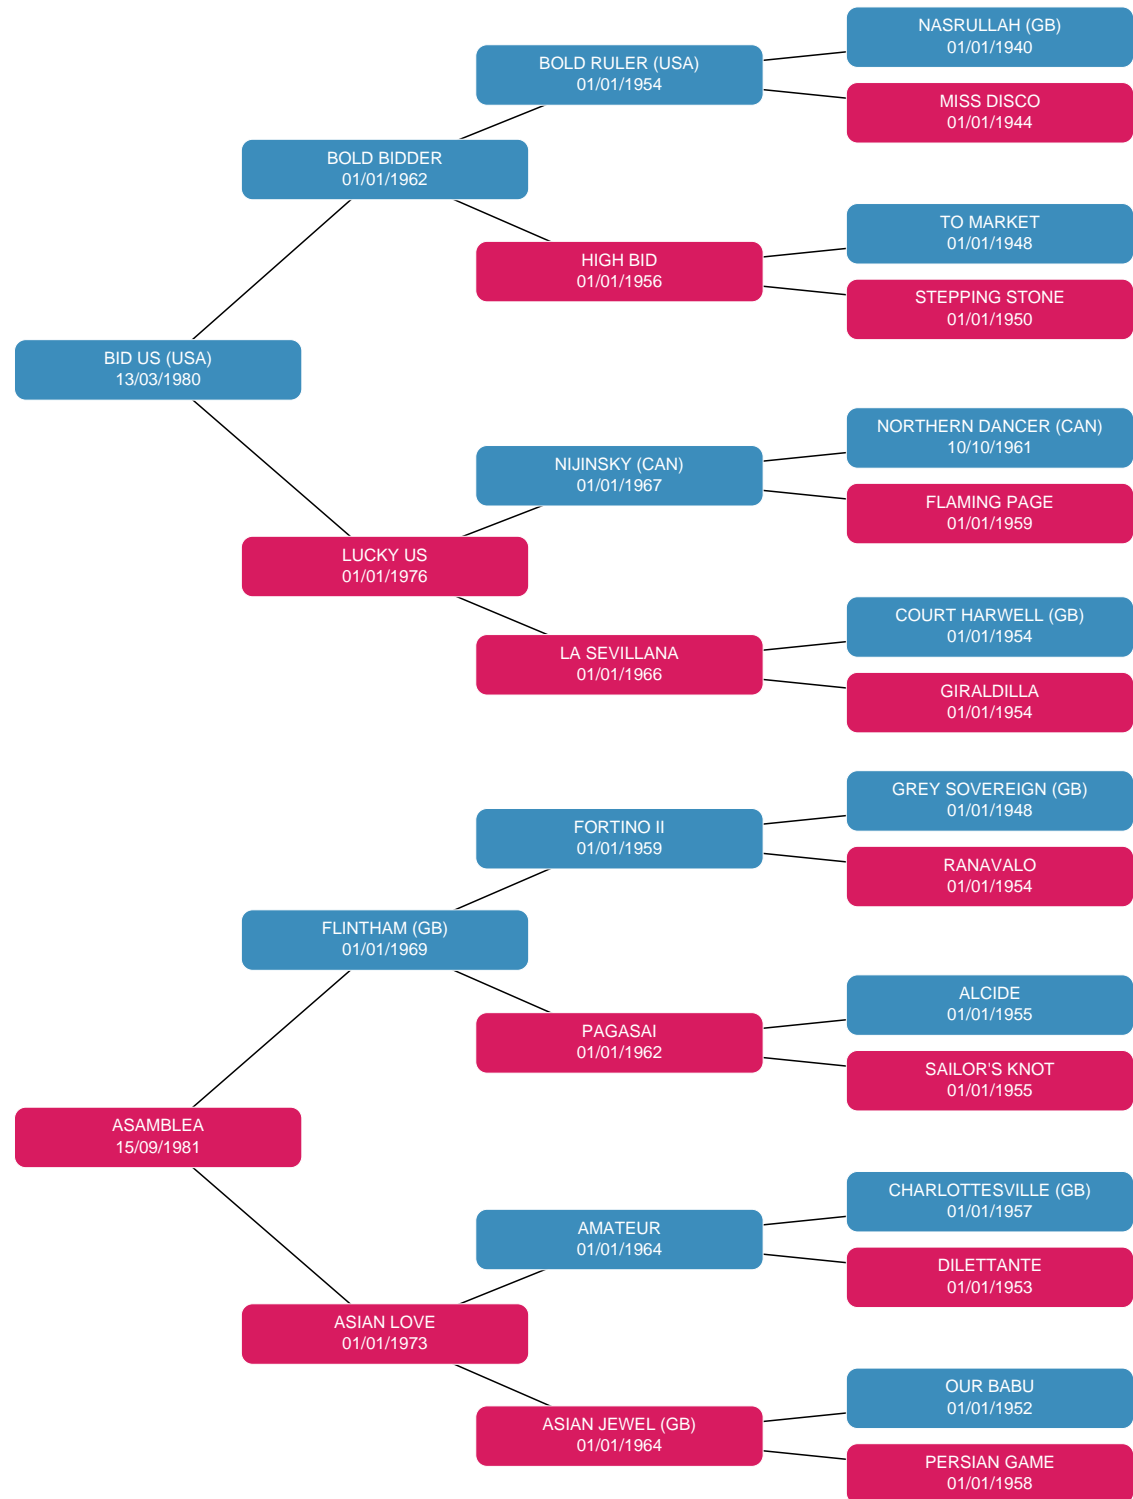 NASRULLAH (GB)
01/01/1940
BOLD RULER (USA)
01/01/1954
MISS DISCO
01/01/1944
BOLD BIDDER
01/01/1962
TO MARKET
01/01/1948
HIGH BID
01/01/1956
STEPPING STONE
01/01/1950
BID US (USA)
13/03/1980
NORTHERN DANCER (CAN)
10/10/1961
NIJINSKY (CAN)
01/01/1967
FLAMING PAGE
01/01/1959
LUCKY US
01/01/1976
COURT HARWELL (GB)
01/01/1954
LA SEVILLANA
01/01/1966
GIRALDILLA
01/01/1954
GREY SOVEREIGN (GB)
01/01/1948
FORTINO II
01/01/1959
RANAVALO
01/01/1954
FLINTHAM (GB)
01/01/1969
ALCIDE
01/01/1955
PAGASAI
01/01/1962
SAILOR'S KNOT
01/01/1955
ASAMBLEA
15/09/1981
CHARLOTTESVILLE (GB)
01/01/1957
AMATEUR
01/01/1964
DILETTANTE
01/01/1953
ASIAN LOVE
01/01/1973
OUR BABU
01/01/1952
ASIAN JEWEL (GB)
01/01/1964
PERSIAN GAME
01/01/1958